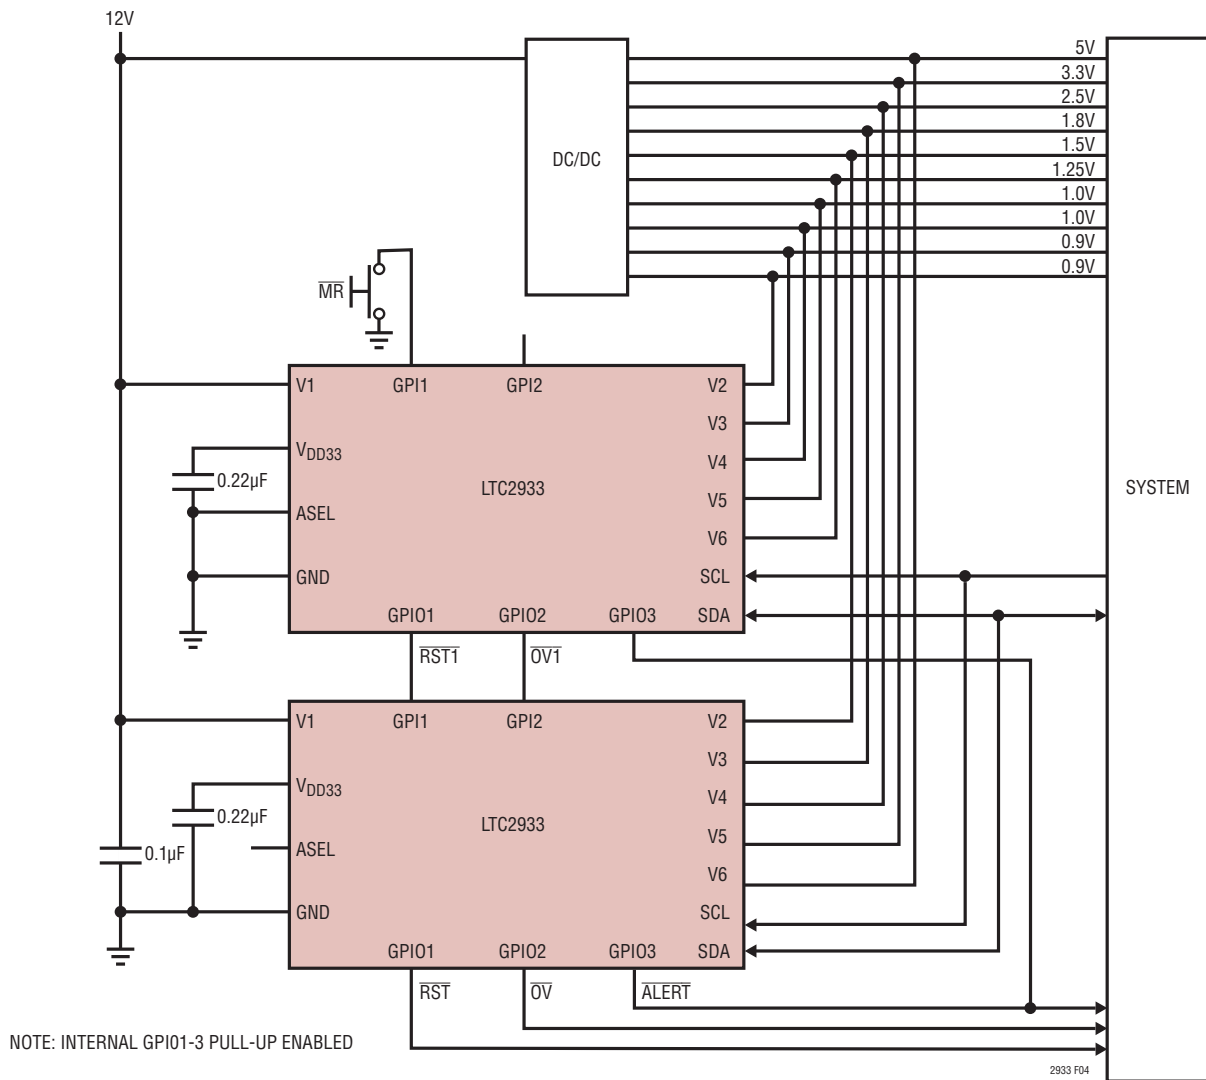 12V
5V
3.3V
2.5V
1.8V
1.5V
1.25V
1.0V
1.0V
0.9V
0.9V
DC/DC
MR
V1
GPI1
GPI2
V2
VDD33
V3
0.22µF
V4
LTC2933
ASEL
V5
V6
GND
SCL
GPIO1
GPIO2
GPIO3
SDA
SYSTEM
RST1
OV1
V1
GPI1
GPI2
V2
VDD33
V3
0.22µF
V4
LTC2933
0.1µF
ASEL
V5
V6
GND
SCL
GPIO1
GPIO2
GPIO3
SDA
RST
OV
ALERT
NOTE: INTERNAL GPI01-3 PULL-UP ENABLED
2933 F04